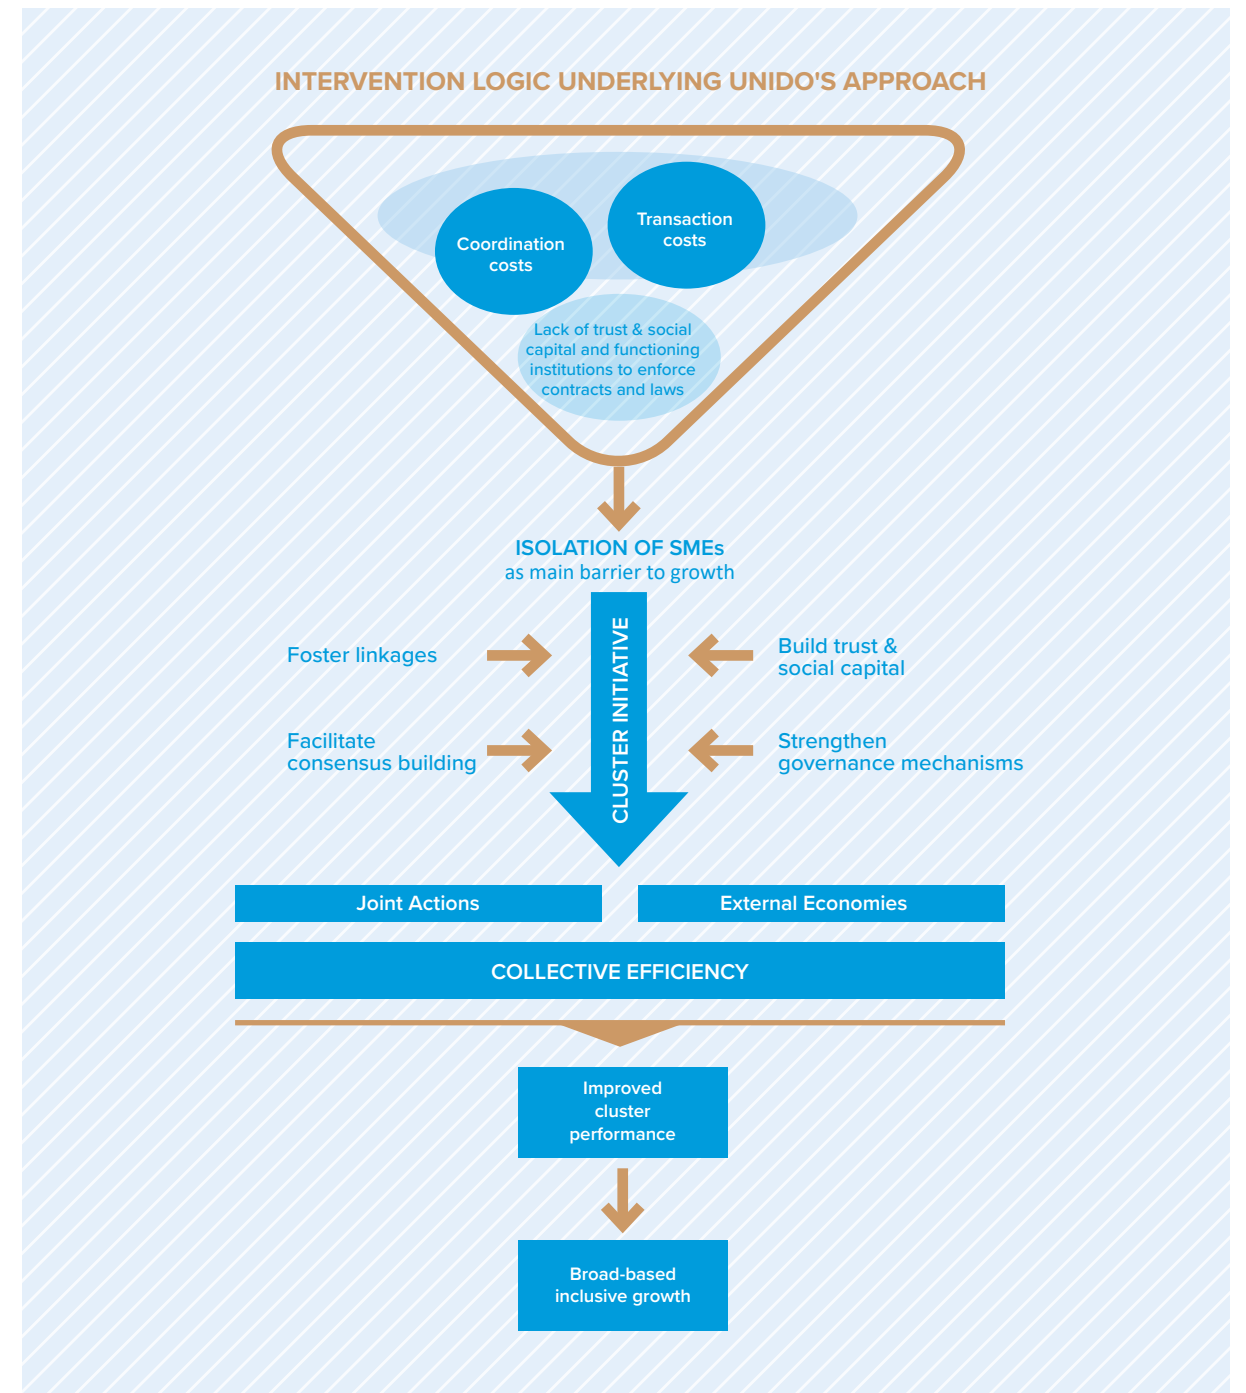 INTERVENTION LOGIC UNDERLYING UNIDO'S APPROACH
Transaction
costs
Coordination
costs
Lack of trust & social
capital and functioning
institutions to enforce
contracts and laws
ISOLATION OF SMEs
as main barrier to growth
CLUSTER INITIATIVE
Foster linkages
Build trust &
social capital
Facilitate
consensus building
Strengthen
governance mechanisms
Joint Actions
External Economies
COLLECTIVE EFFICIENCY
Improved
cluster
performance
Broad-based
inclusive growth